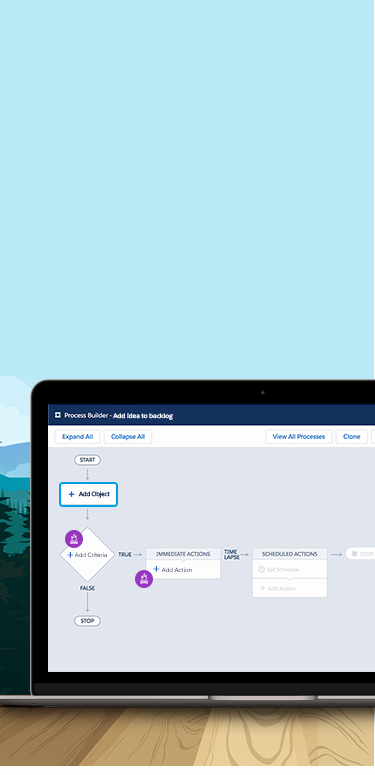 Process Builder - Add idea to backlog
Expand All
Collapse All
View All Processes
Clone
START
+ Add Object
+ Add Criteria
TRUE
IMMEDIATE ACTIONS
+ Add Action
TIME
LAPSE
SCHEDULED ACTIONS
Set Schedule
+ Add Action
STOP
FALSE
STOP